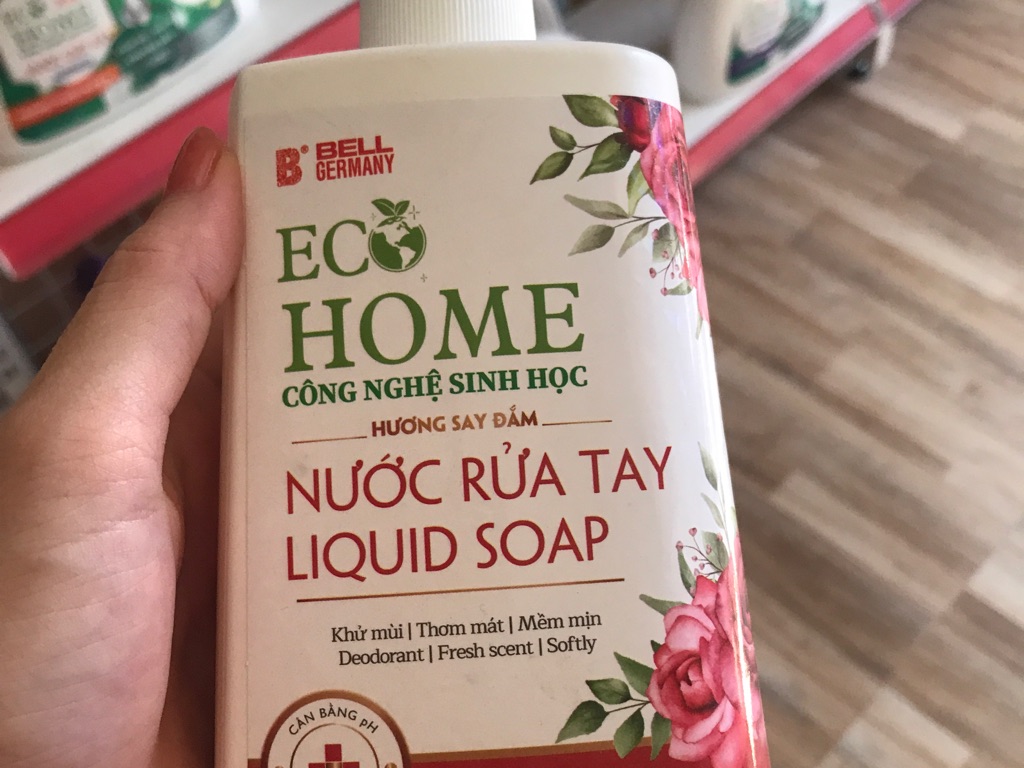 BELL
GERMANY
ECO
HOME
CÔNG NGHỆ SINH HỌC
HƯƠNG SAY ĐẮM
NƯỚC RỬA TAY
LIQUID SOAP
Khử mùi | Thơm mát | Mềm mịn
Deodorant | Fresh scent | Softly
CÂN BẰNG pH